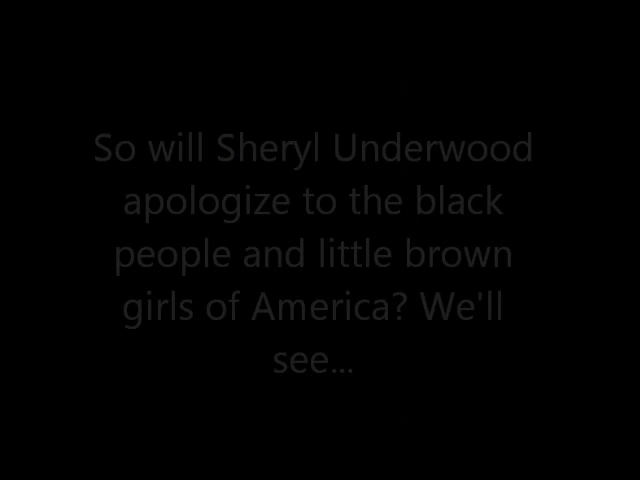 So will Sheryl Underwood
apologize to the black
people and little brown
girls of America? We'll
see...